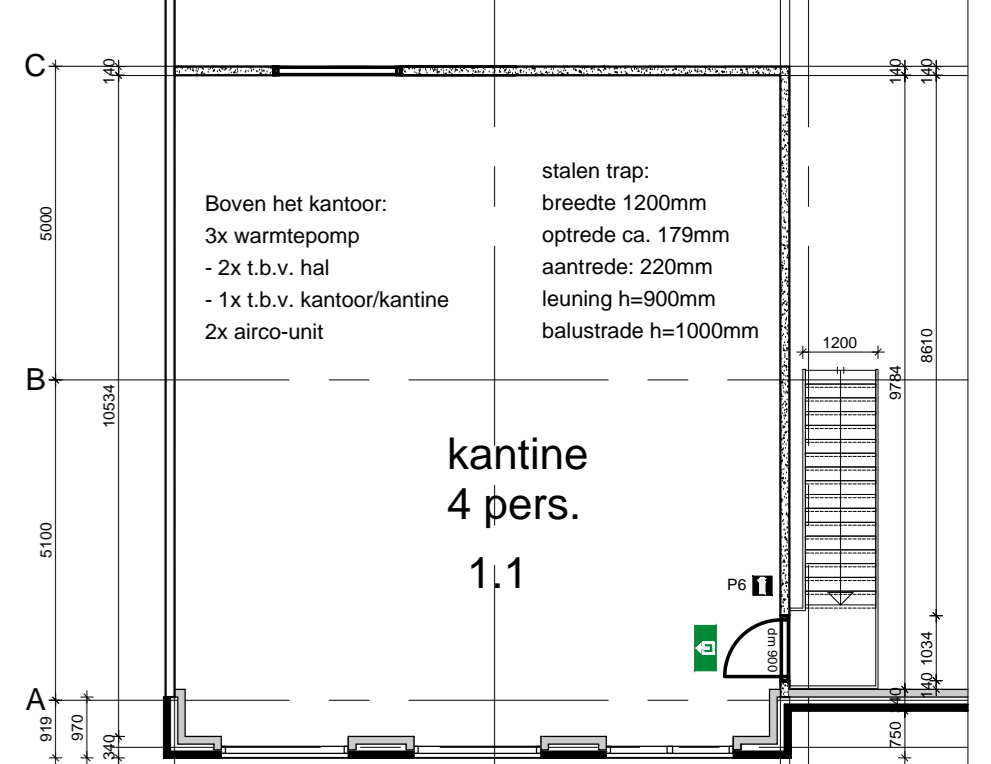 C
140
140
140
5000
Boven het kantoor:
3x warmtepomp
- 2x t.b.v. hal
- 1x t.b.v. kantoor/kantine
2x airco-unit
stalen trap:
breedte 1200mm
optrede ca. 179mm
aantrede: 220mm
leuning h=900mm
balustrade h=1000mm
1200
8610
B
10534
9784
kantine
4 pers.
1.1
5100
P6
dm 900
1034
140
A
919
970
340
340
750